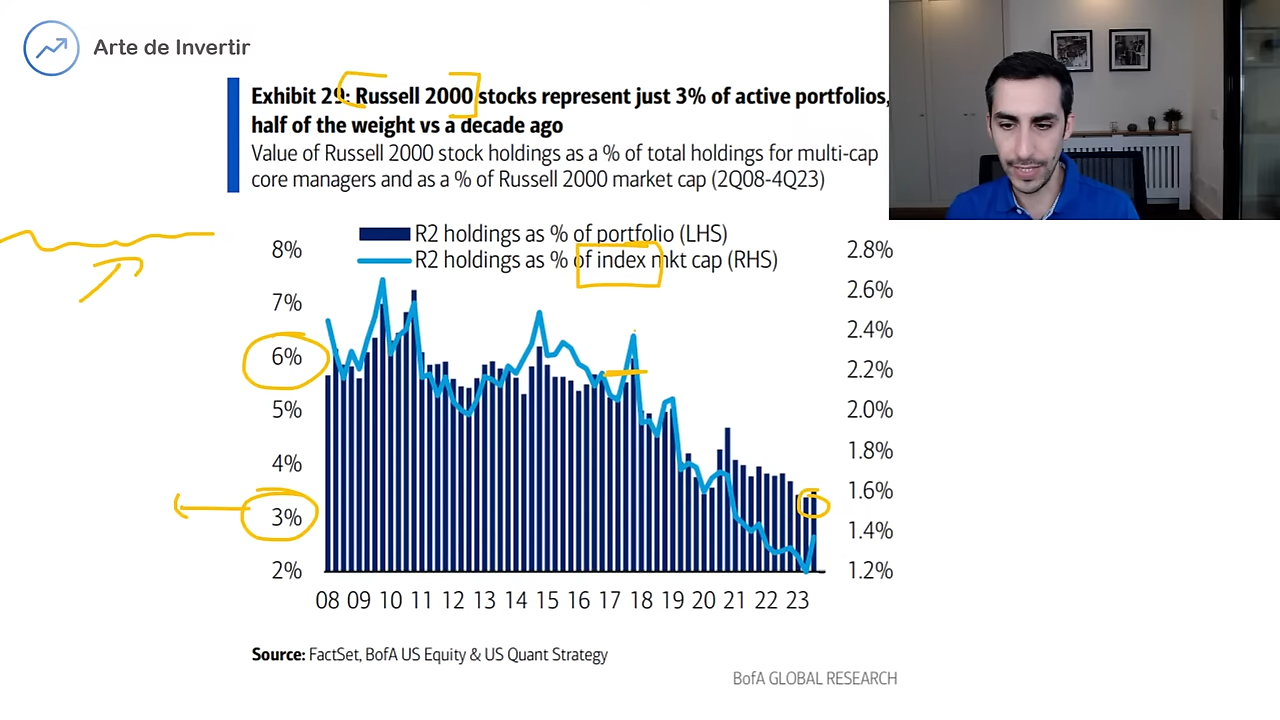 Arte de Invertir
Exhibit 29: Russell 2000 stocks represent just 3% of active portfolios,
half of the weight vs a decade ago
Value of Russell 2000 stock holdings as a % of total holdings for multi-cap
core managers and as a % of Russell 2000 market cap (2Q08-4Q23)
R2 holdings as % of portfolio (LHS)
R2 holdings as % of index mkt cap (RHS)
8%
7%
6%
5%
4%
3%
2%
2.8%
2.6%
2.4%
2.2%
2.0%
1.8%
1.6%
1.4%
1.2%
08 09 10 11 12 13 14 15 16 17 18 19 20 21 22 23
Source: FactSet, BofA US Equity & US Quant Strategy
BofA GLOBAL RESEARCH